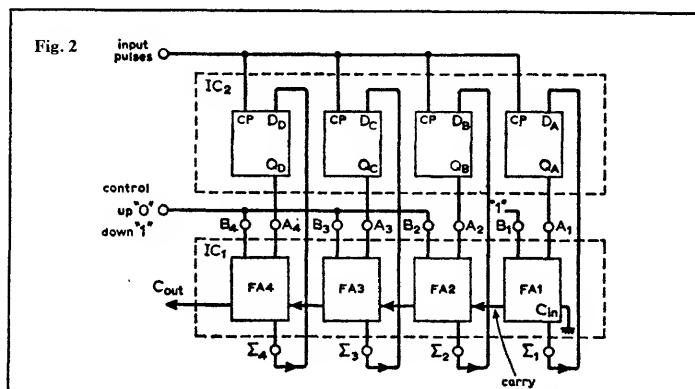 Fig. 2
input pulses
IC2
CP DD CP DC CP DB CP DA
QD QC QB QA
control
up "0"
down "1"
B4 A4 B3 A3 B2 A2 "1" B1 A1
IC1
Cout FA4 FA3 FA2 FA1 Cin
Σ4 Σ3 Σ2 Σ1
carry